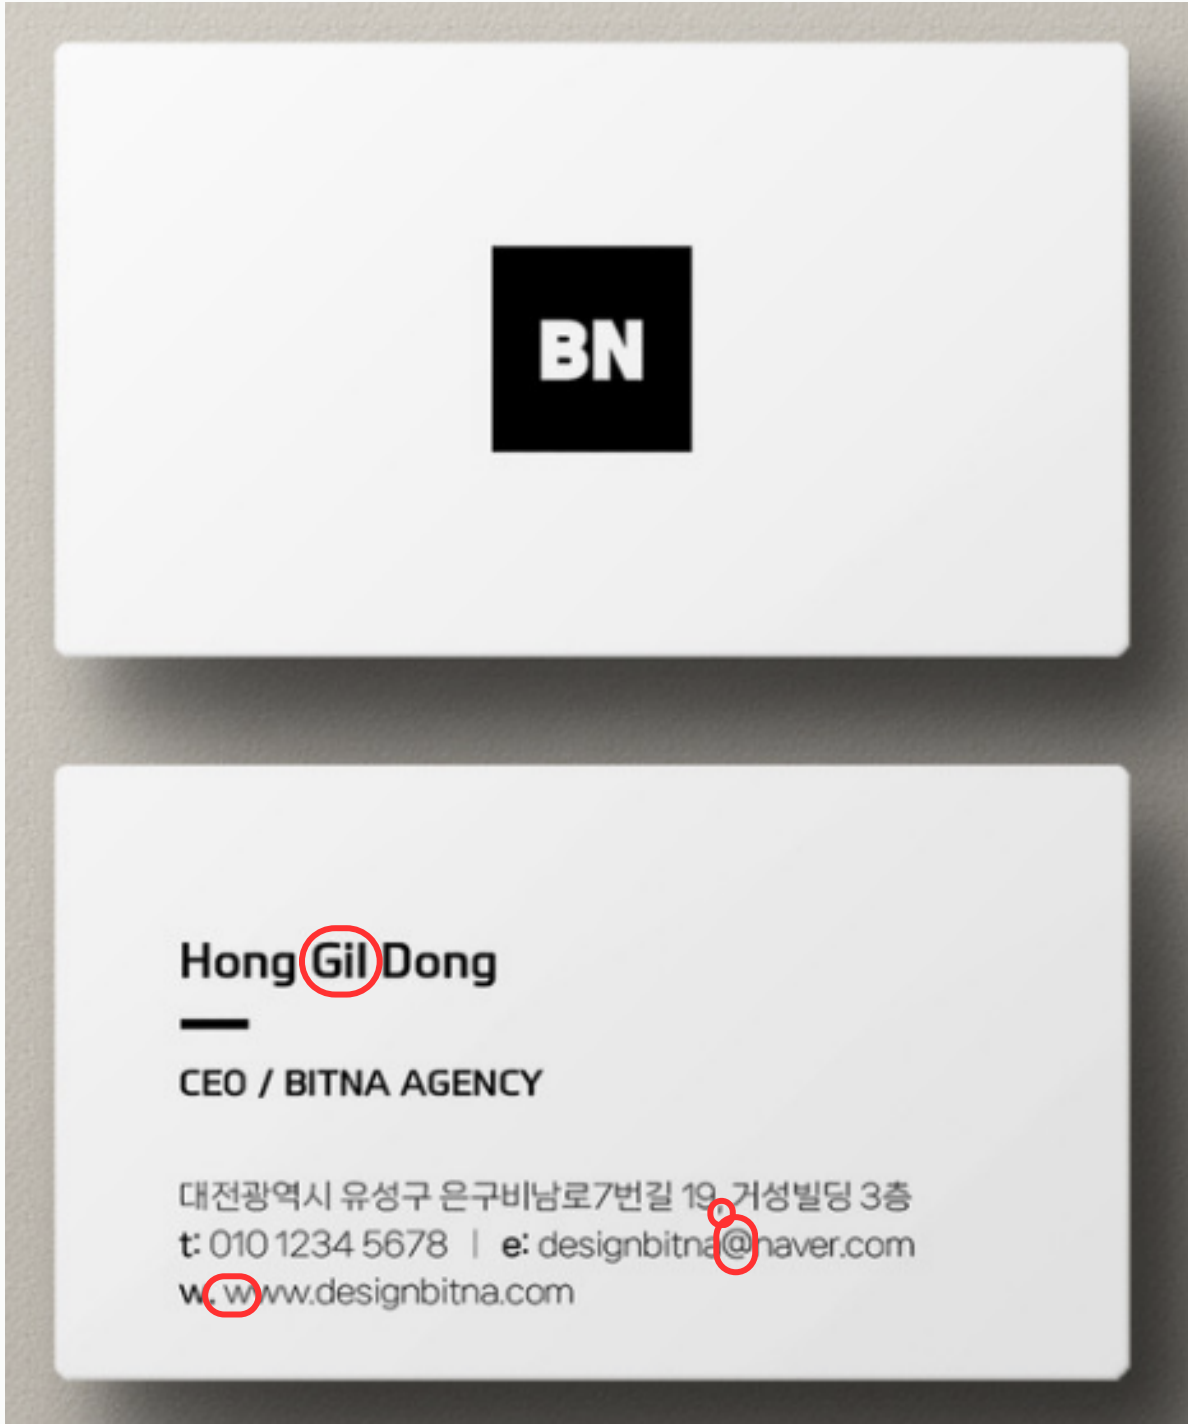 BN
Hong Gil Dong
CEO / BITNA AGENCY
대전광역시 유성구 은구비남로7번길 19, 거성빌딩 3층
t: 010 1234 5678 | e: designbitna@naver.com
w. www.designbitna.com